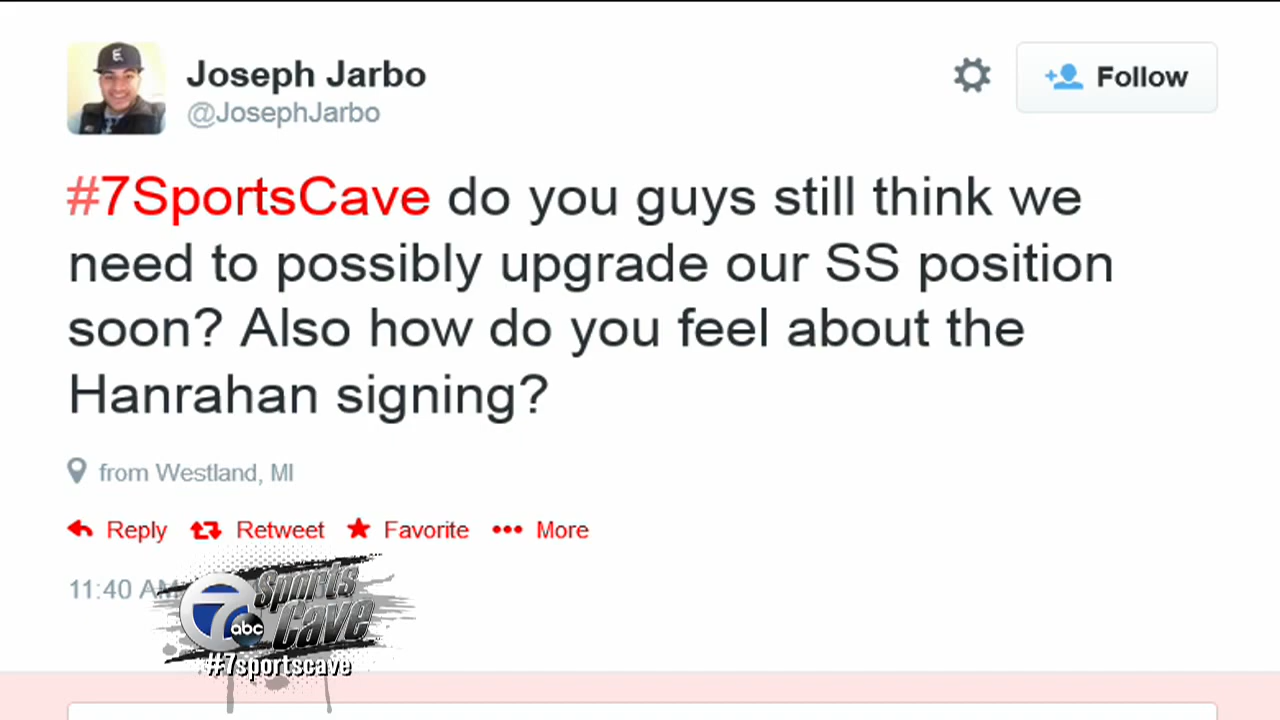 Joseph Jarbo
@JosephJarbo
Follow
#7SportsCave do you guys still think we
need to possibly upgrade our SS position
soon? Also how do you feel about the
Hanrahan signing?
from Westland, MI
Reply Retweet Favorite More
11:40 AM
Sports
Cave
7
abc
#7sportscave